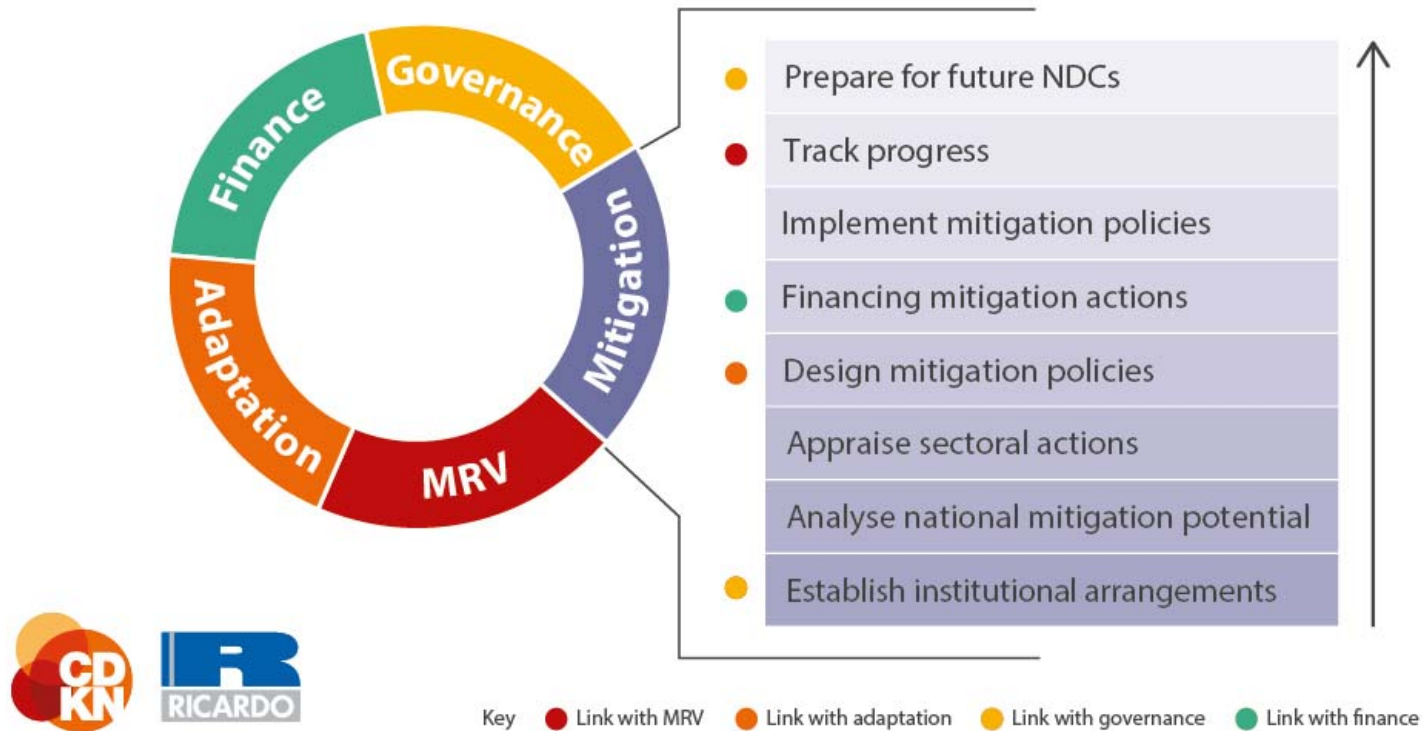 Governance
Finance
Mitigation
Adaptation
MRV
Prepare for future NDCs
Track progress
Implement mitigation policies
Financing mitigation actions
Design mitigation policies
Appraise sectoral actions
Analyse national mitigation potential
Establish institutional arrangements
CD
KN
R
RICARDO
Key Link with MRV Link with adaptation Link with governance Link with finance